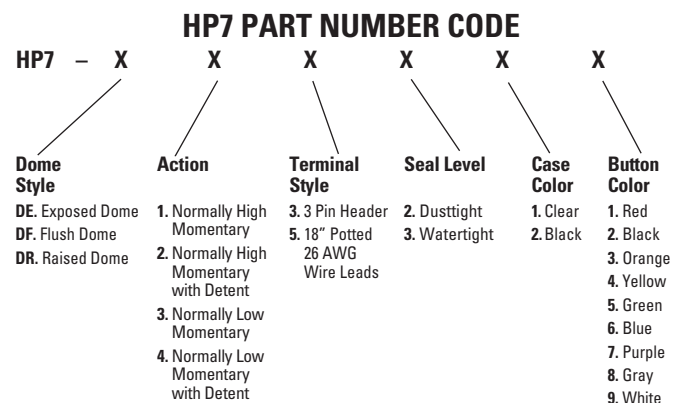 HP7 PART NUMBER CODE
HP7 – X X X X X X
Dome
Style
DE. Exposed Dome
DF. Flush Dome
DR. Raised Dome
Action
1. Normally High
Momentary
2. Normally High
Momentary
with Detent
3. Normally Low
Momentary
4. Normally Low
Momentary
with Detent
Terminal
Style
3. 3 Pin Header
5. 18” Potted
26 AWG
Wire Leads
Seal Level
2. Dusttight
3. Watertight
Case
Color
1. Clear
2. Black
Button
Color
1. Red
2. Black
3. Orange
4. Yellow
5. Green
6. Blue
7. Purple
8. Gray
9. White